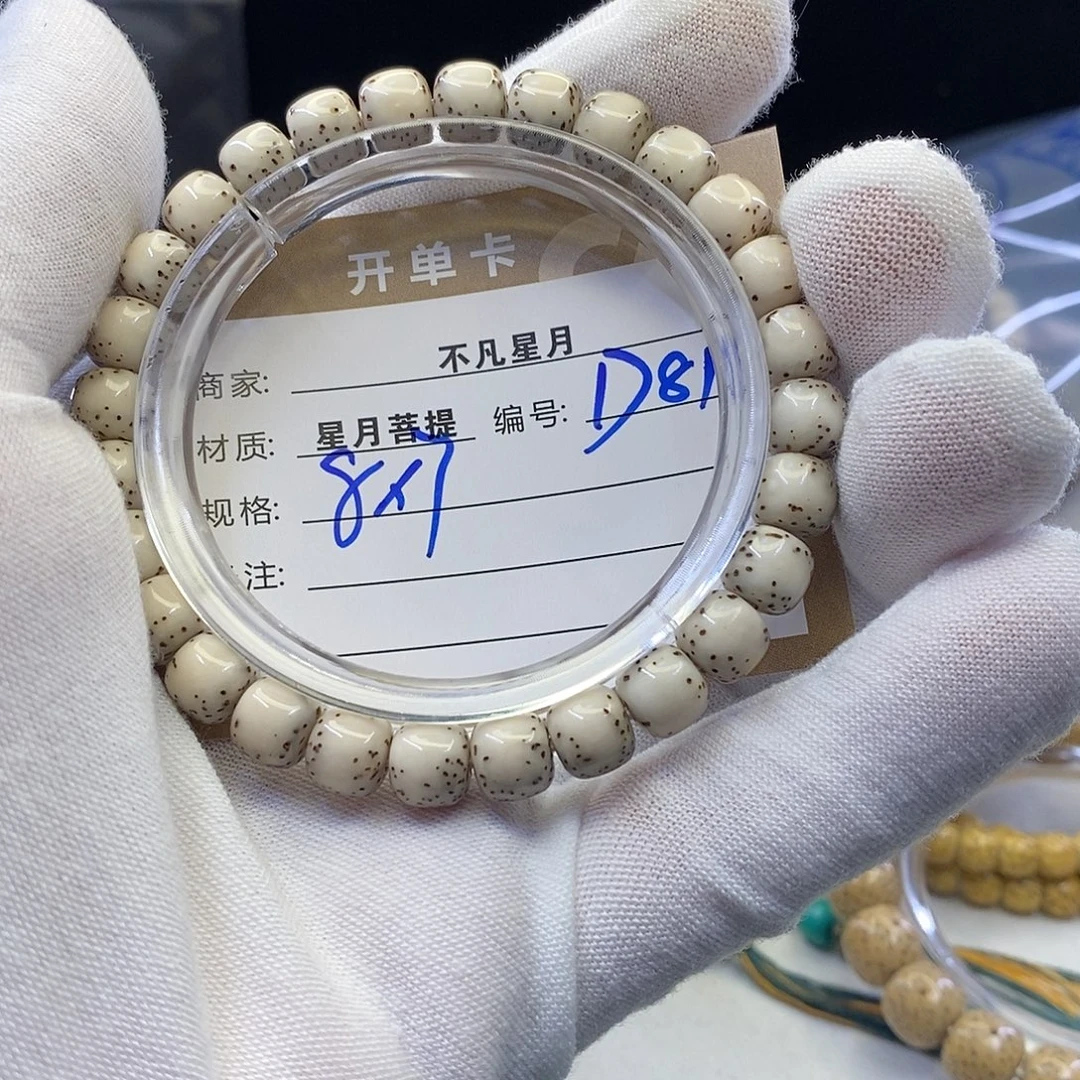 开单卡
商家: 不凡星月
材质: 星月菩提 编号: D81
规格: 8x7
注: